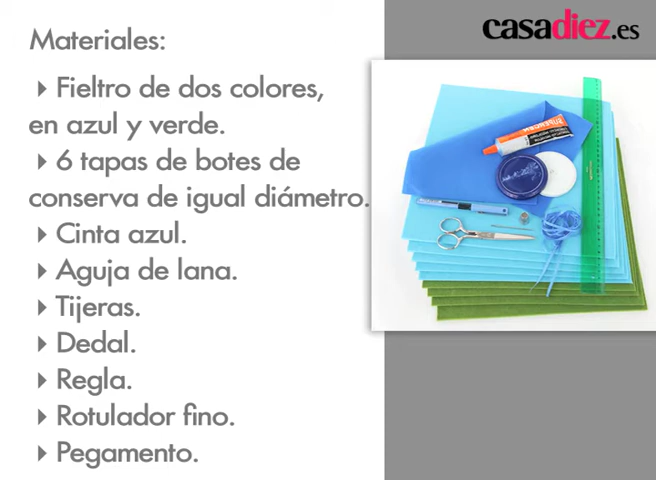 casadiez.es
Materiales:
Fieltro de dos colores,
en azul y verde.
6 tapas de botes de
conserva de igual diámetro.
Cinta azul.
Aguja de lana.
Tijeras.
Dedal.
Regla.
Rotulador fino.
Pegamento.